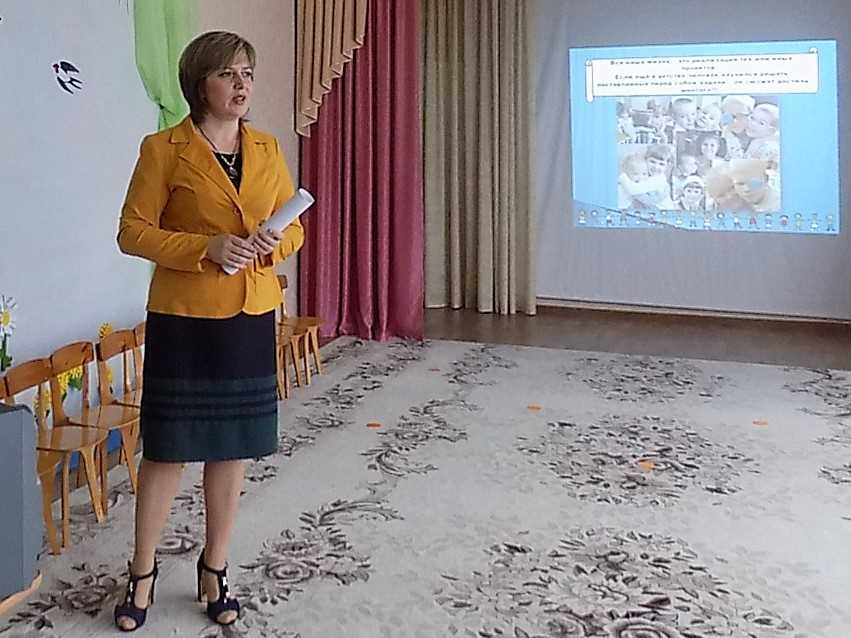 Вся наша жизнь - это реализация тех или иных
проектов.
Если ещё в детстве человек научился решать
поставленные перед собой задачи - он сможет достичь
многого!!!